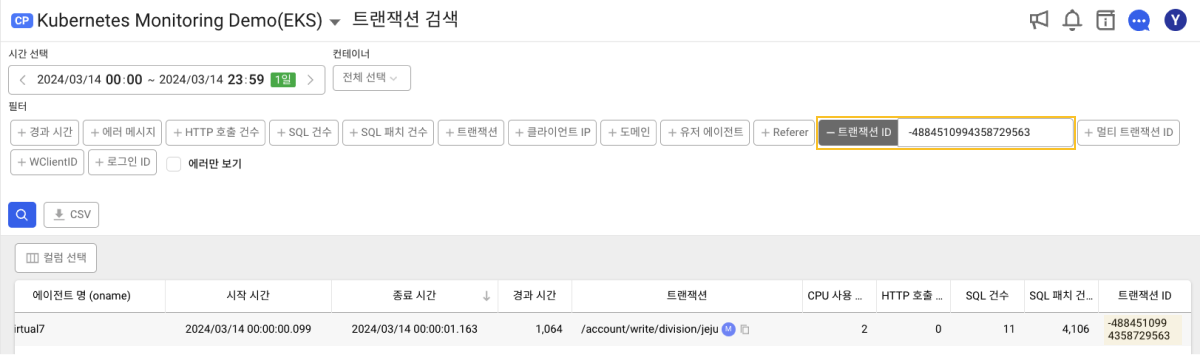 CP Kubernetes Monitoring Demo(EKS) 트랜잭션 검색 Y
시간 선택 컨테이너
2024/03/14 00:00 ~ 2024/03/14 23:59 1일 전체 선택
필터
+ 경과 시간 + 에러 메시지 + HTTP 호출 건수 + SQL 건수 + SQL 패치 건수 + 트랜잭션 + 클라이언트 IP + 도메인 + 유저 에이전트 + Referer − 트랜잭션 ID -4884510994358729563 + 멀티 트랜잭션 ID
+ WClientID + 로그인 ID 에러만 보기
CSV
컬럼 선택
에이전트 명 (oname) 시작 시간 종료 시간 ↓ 경과 시간 트랜잭션 CPU 사용 ... HTTP 호출 ... SQL 건수 SQL 패치 건... 트랜잭션 ID
irtual7 2024/03/14 00:00:00.099 2024/03/14 00:00:01.163 1,064 /account/write/division/jeju M 2 0 11 4,106 -488451099
4358729563